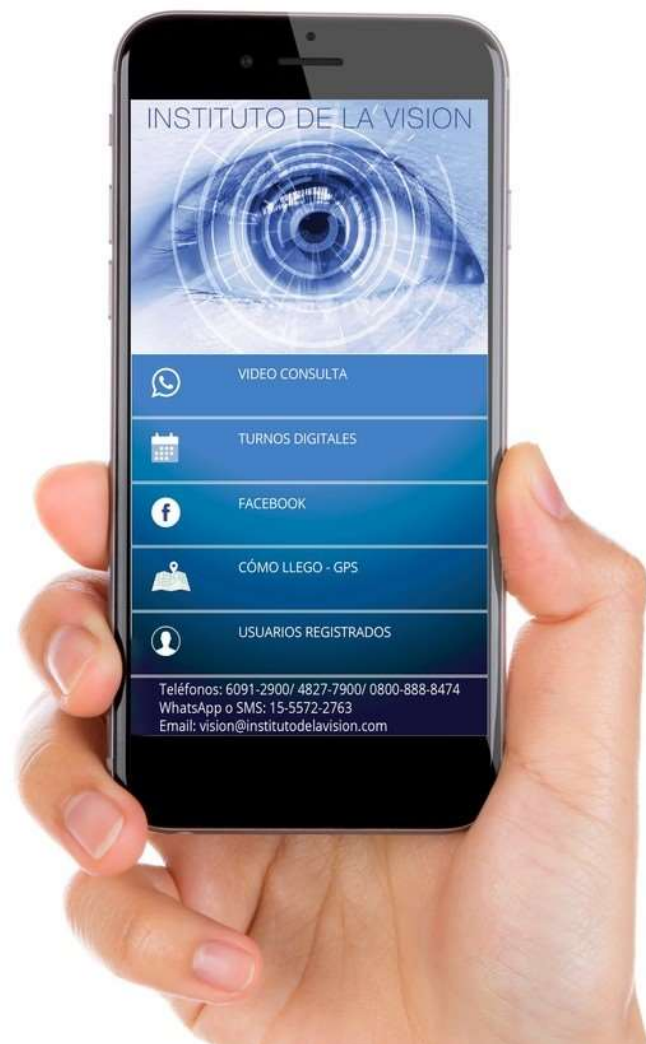 INSTITUTO DE LA VISION
VIDEO CONSULTA
TURNOS DIGITALES
FACEBOOK
CÓMO LLEGO - GPS
USUARIOS REGISTRADOS
Teléfonos: 6091-2900/ 4827-7900/ 0800-888-8474
WhatsApp o SMS: 15-5572-2763
Email: vision@institutodelavision.com